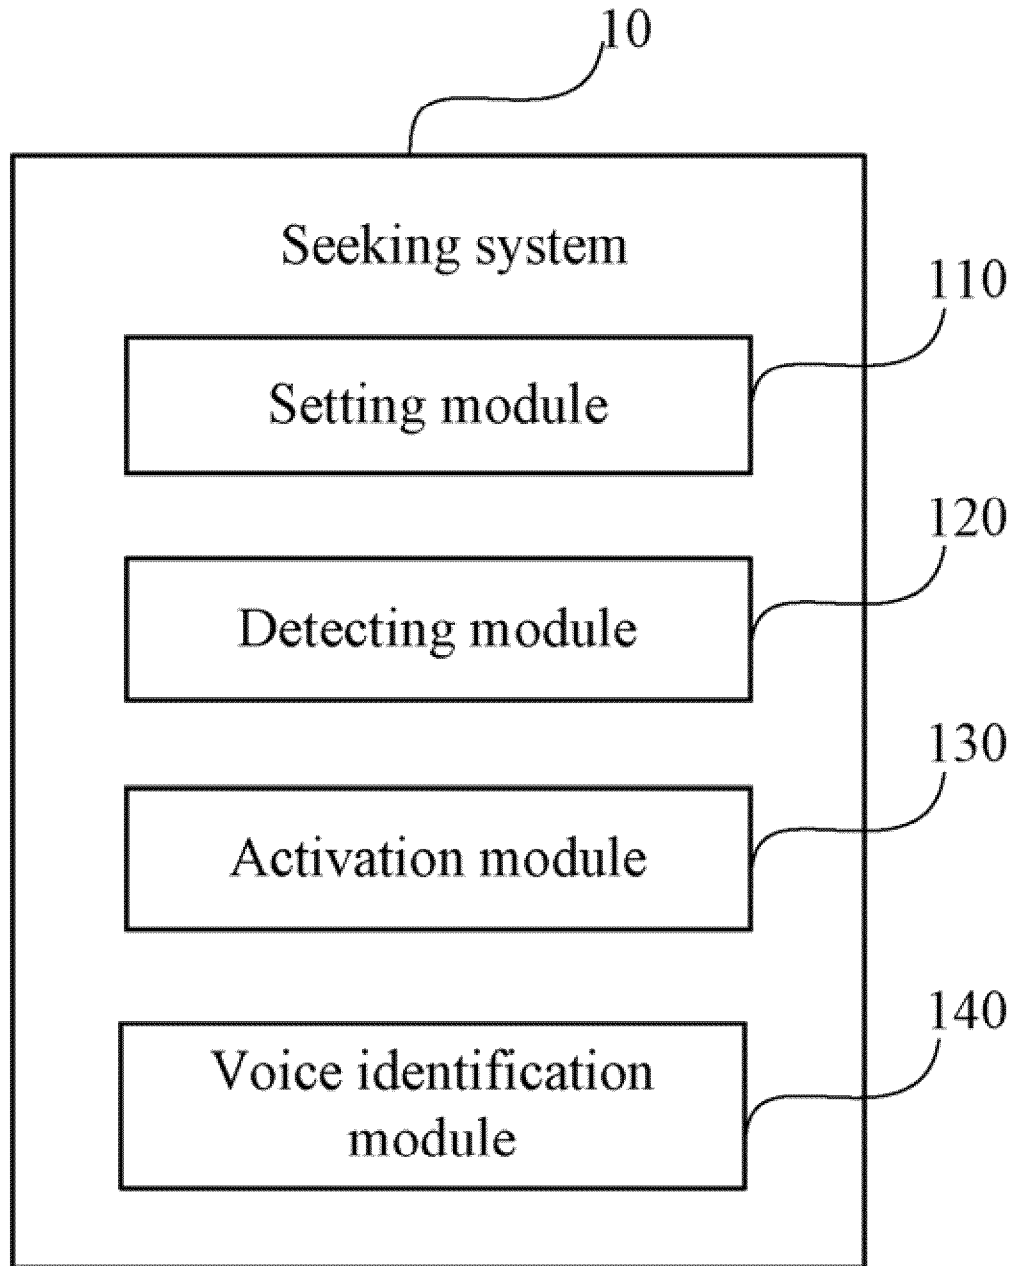 10
Seeking system
110
Setting module
120
Detecting module
130
Activation module
140
Voice identification
module